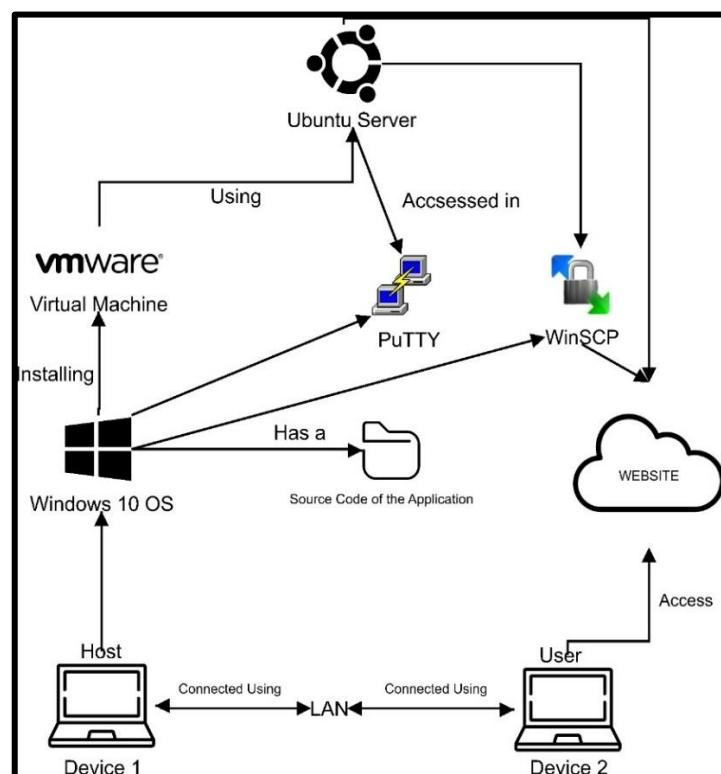 Ubuntu Server
Using
Accsessed in
vmware®
Virtual Machine
PuTTY
WinSCP
Installing
Has a
WEBSITE
Windows 10 OS
Source Code of the Application
Access
Host
User
Connected Using
LAN
Connected Using
Device 1
Device 2